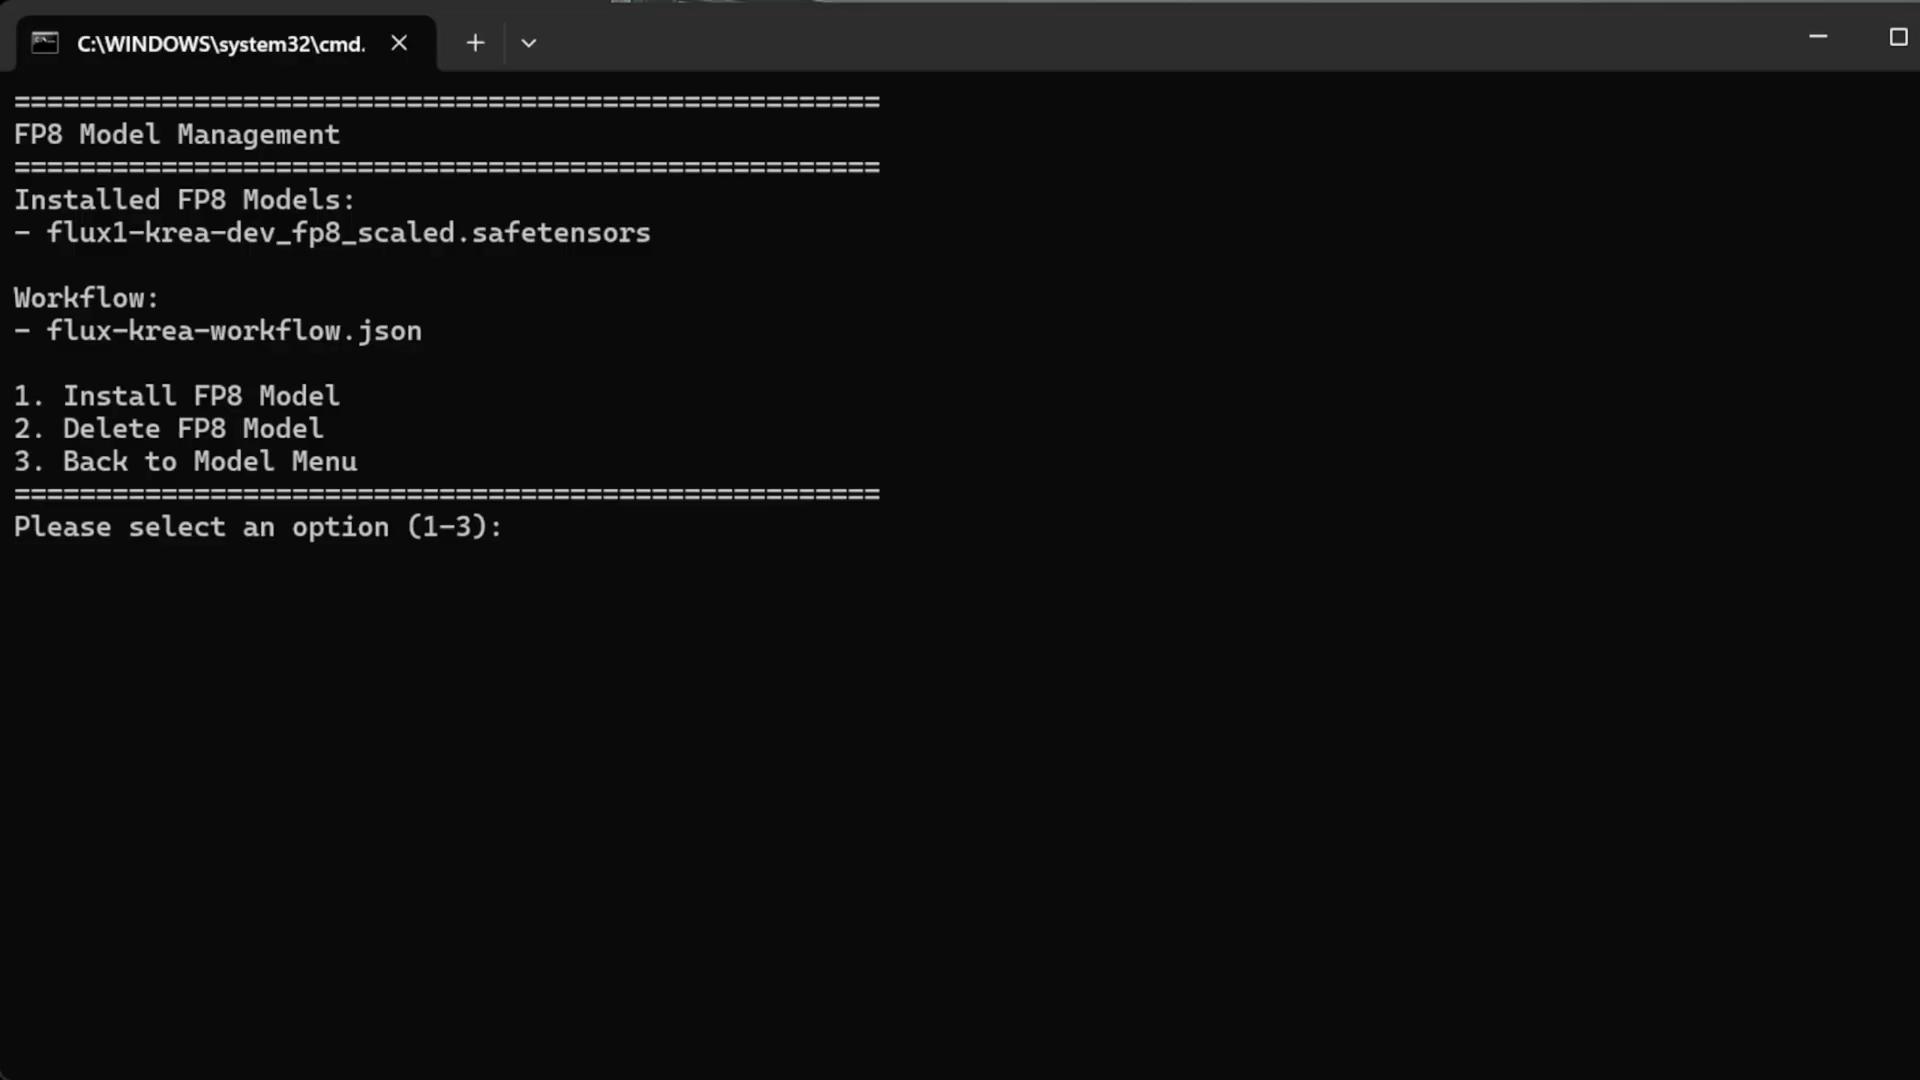 C:\WINDOWS\system32\cmd.
=====================================================
FP8 Model Management
=====================================================
Installed FP8 Models:
- flux1-krea-dev_fp8_scaled.safetensors
Workflow:
- flux-krea-workflow.json
1. Install FP8 Model
2. Delete FP8 Model
3. Back to Model Menu
=====================================================
Please select an option (1-3):